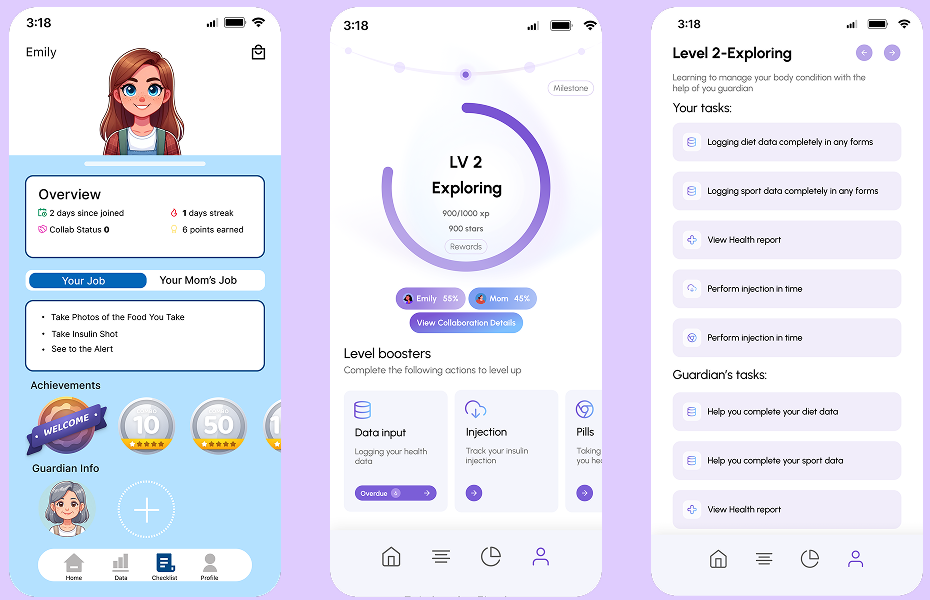 3:18
Emily
Overview
2 days since joined
1 days streak
Collab Status 0
6 points earned
Your Job
Your Mom's Job
• Take Photos of the Food You Take
• Take Insulin Shot
• See to the Alert
Achievements
WELCOME
10
50
1
Guardian Info
Home
Data
Checklist
Profile
3:18
Milestone
LV 2
Exploring
900/1000 xp
900 stars
Rewards
Emily 55%
Mom 45%
View Collaboration Details
Level boosters
Complete the following actions to level up
Data input
Logging your health
data
Overdue
Injection
Track your insulin
injection
Pills
Taking
you hea
3:18
Level 2-Exploring
Learning to manage your body condition with the
help of you guardian
Your tasks:
Logging diet data completely in any forms
Logging sport data completely in any forms
View Health report
Perform injection in time
Perform injection in time
Guardian's tasks:
Help you complete your diet data
Help you complete your sport data
View Health report